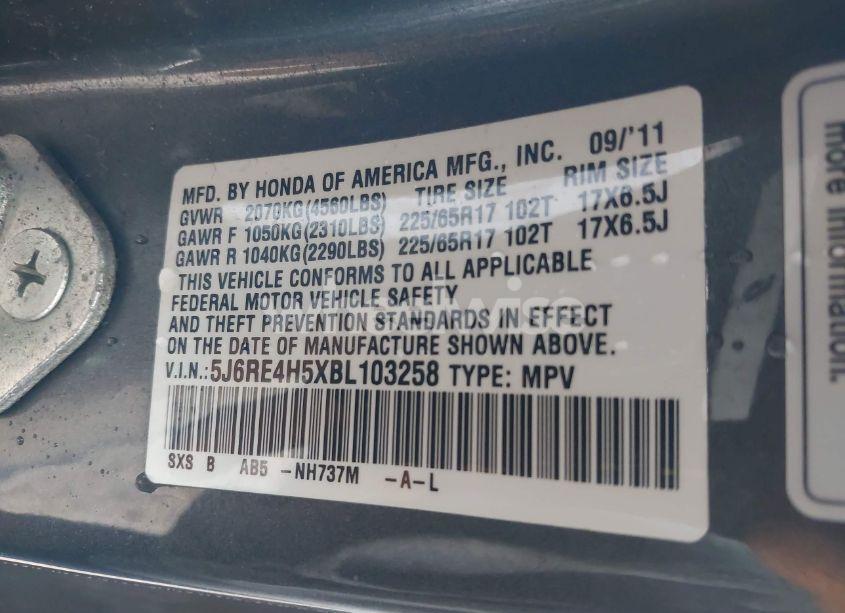 MFD. BY HONDA OF AMERICA MFG., INC. 09/'11
GVWR 2070KG(4560LBS) TIRE SIZE RIM SIZE
GAWR F 1050KG(2310LBS) 225/65R17 102T 17X6.5J
GAWR R 1040KG(2290LBS) 225/65R17 102T 17X6.5J
THIS VEHICLE CONFORMS TO ALL APPLICABLE
FEDERAL MOTOR VEHICLE SAFETY
AND THEFT PREVENTION STANDARDS IN EFFECT
ON THE DATE OF MANUFACTURE SHOWN ABOVE.
V.I.N.:5J6RE4H5XBL103258 TYPE: MPV
SXS B AB5 -NH737M -A-L
more information.